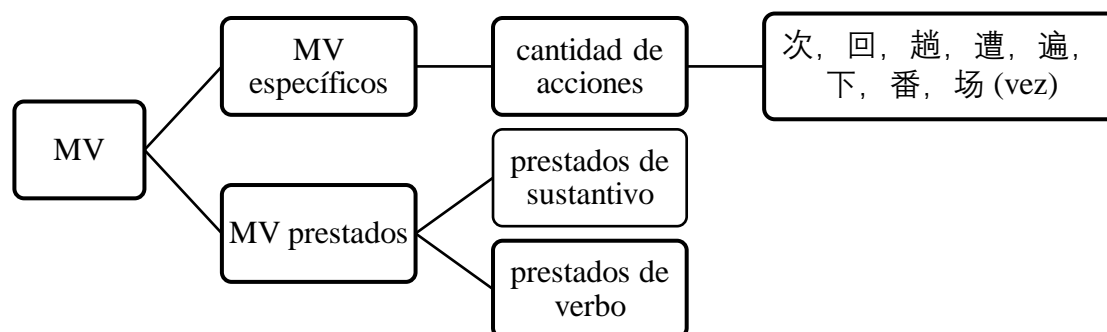 MV
MV
específicos
cantidad de
acciones
次，回，趟，遭，遍，
下，番，场 (vez)
MV prestados
prestados de
sustantivo
prestados de
verbo